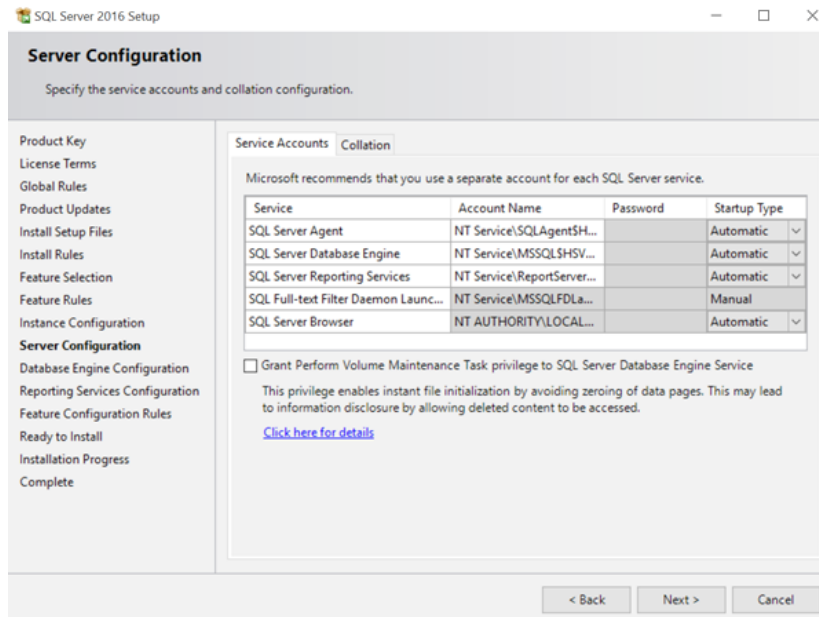 SQL Server 2016 Setup
Server Configuration
Specify the service accounts and collation configuration.
Product Key
License Terms
Global Rules
Product Updates
Install Setup Files
Install Rules
Feature Selection
Feature Rules
Instance Configuration
Server Configuration
Database Engine Configuration
Reporting Services Configuration
Feature Configuration Rules
Ready to Install
Installation Progress
Complete
Service Accounts Collation
Microsoft recommends that you use a separate account for each SQL Server service.
Service Account Name Password Startup Type
SQL Server Agent NT Service\SQLAgent$H... Automatic
SQL Server Database Engine NT Service\MSSQL$HSV... Automatic
SQL Server Reporting Services NT Service\ReportServer... Automatic
SQL Full-text Filter Daemon Launc... NT Service\MSSQLFDLa... Manual
SQL Server Browser NT AUTHORITY\LOCAL... Automatic
Grant Perform Volume Maintenance Task privilege to SQL Server Database Engine Service
This privilege enables instant file initialization by avoiding zeroing of data pages. This may lead
to information disclosure by allowing deleted content to be accessed.
Click here for details
< Back Next > Cancel